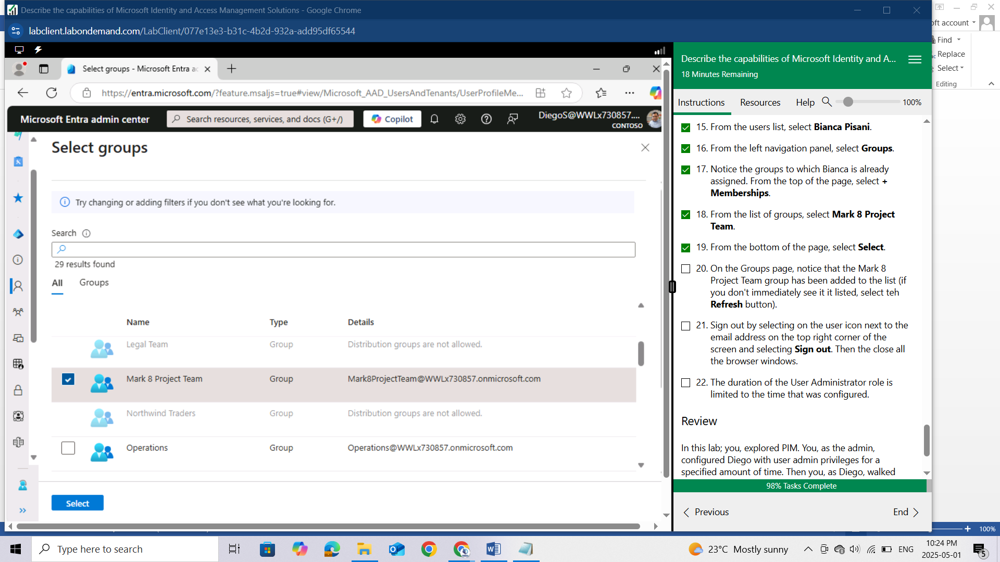 Describe the capabilities of Microsoft Identity and Access Management Solutions - Google Chrome
labclient.labondemand.com/LabClient/077e13e3-b31c-4b2d-932a-add95df65544
oft account
Find
Replace
Select
Editing
Select groups - Microsoft Entra ac
https://entra.microsoft.com/?feature.msaljs=true#view/Microsoft_AAD_UsersAndTenants/UserProfileMe...
Microsoft Entra admin center
Search resources, services, and docs (G+/)
Copilot
DiegoS@WWLx730857....
CONTOSO
Select groups
Try changing or adding filters if you don't see what you're looking for.
Search
29 results found
All Groups
Name Type Details
Legal Team Group Distribution groups are not allowed.
Mark 8 Project Team Group Mark8ProjectTeam@WWLx730857.onmicrosoft.com
Northwind Traders Group Distribution groups are not allowed.
Operations Group Operations@WWLx730857.onmicrosoft.com
Select
Describe the capabilities of Microsoft Identity and A...
18 Minutes Remaining
Instructions Resources Help 100%
15. From the users list, select Bianca Pisani.
16. From the left navigation panel, select Groups.
17. Notice the groups to which Bianca is already
assigned. From the top of the page, select +
Memberships.
18. From the list of groups, select Mark 8 Project
Team.
19. From the bottom of the page, select Select.
20. On the Groups page, notice that the Mark 8
Project Team group has been added to the list (if
you don't immediately see it it listed, select teh
Refresh button).
21. Sign out by selecting on the user icon next to the
email address on the top right corner of the
screen and selecting Sign out. Then the close all
the browser windows.
22. The duration of the User Administrator role is
limited to the time that was configured.
Review
In this lab; you, explored PIM. You, as the admin,
configured Diego with user admin privileges for a
specified amount of time. Then you, as Diego, walked
98% Tasks Complete
Previous End
100%
Type here to search
23°C Mostly sunny
ENG
10:24 PM
2025-05-01
5